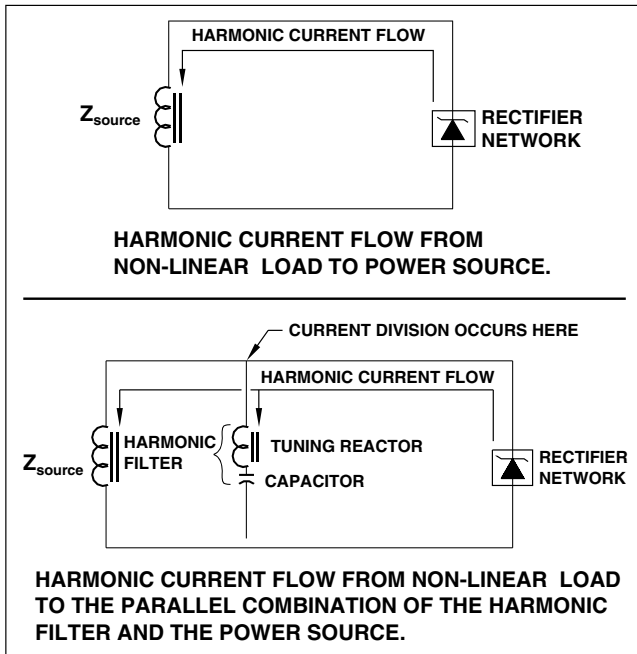 HARMONIC CURRENT FLOW
Zsource
RECTIFIER
NETWORK
HARMONIC CURRENT FLOW FROM
NON-LINEAR LOAD TO POWER SOURCE.
CURRENT DIVISION OCCURS HERE
HARMONIC CURRENT FLOW
HARMONIC
FILTER
TUNING REACTOR
CAPACITOR
Zsource
RECTIFIER
NETWORK
HARMONIC CURRENT FLOW FROM NON-LINEAR LOAD
TO THE PARALLEL COMBINATION OF THE HARMONIC
FILTER AND THE POWER SOURCE.